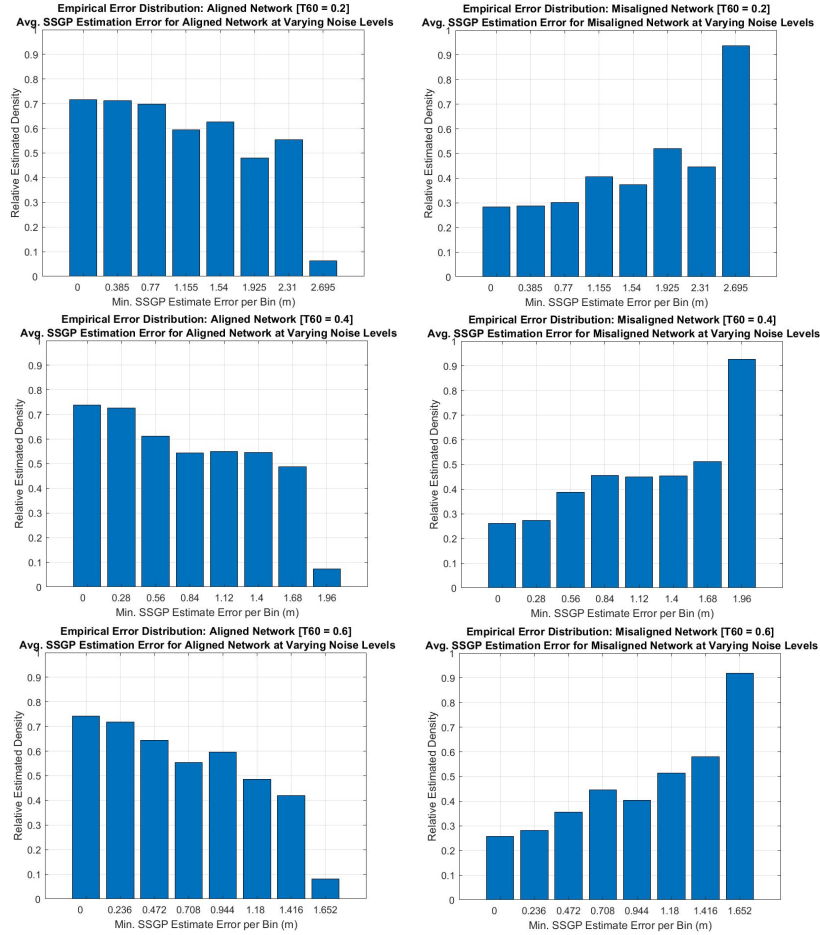 Empirical Error Distribution: Aligned Network [T60 = 0.2]
Avg. SSGP Estimation Error for Aligned Network at Varying Noise Levels
1
0.9
0.8
0.7
0.6
0.5
0.4
0.3
0.2
0.1
0
Relative Estimated Density
0 0.385 0.77 1.155 1.54 1.925 2.31 2.695
Min. SSGP Estimate Error per Bin (m)
Empirical Error Distribution: Misaligned Network [T60 = 0.2]
Avg. SSGP Estimation Error for Misaligned Network at Varying Noise Levels
1
0.9
0.8
0.7
0.6
0.5
0.4
0.3
0.2
0.1
0
Relative Estimated Density
0 0.385 0.77 1.155 1.54 1.925 2.31 2.695
Min. SSGP Estimate Error per Bin (m)
Empirical Error Distribution: Aligned Network [T60 = 0.4]
Avg. SSGP Estimation Error for Aligned Network at Varying Noise Levels
1
0.9
0.8
0.7
0.6
0.5
0.4
0.3
0.2
0.1
0
Relative Estimated Density
0 0.28 0.56 0.84 1.12 1.4 1.68 1.96
Min. SSGP Estimate Error per Bin (m)
Empirical Error Distribution: Misaligned Network [T60 = 0.4]
Avg. SSGP Estimation Error for Misaligned Network at Varying Noise Levels
1
0.9
0.8
0.7
0.6
0.5
0.4
0.3
0.2
0.1
0
Relative Estimated Density
0 0.28 0.56 0.84 1.12 1.4 1.68 1.96
Min. SSGP Estimate Error per Bin (m)
Empirical Error Distribution: Aligned Network [T60 = 0.6]
Avg. SSGP Estimation Error for Aligned Network at Varying Noise Levels
1
0.9
0.8
0.7
0.6
0.5
0.4
0.3
0.2
0.1
0
Relative Estimated Density
0 0.236 0.472 0.708 0.944 1.18 1.416 1.652
Min. SSGP Estimate Error per Bin (m)
Empirical Error Distribution: Misaligned Network [T60 = 0.6]
Avg. SSGP Estimation Error for Misaligned Network at Varying Noise Levels
1
0.9
0.8
0.7
0.6
0.5
0.4
0.3
0.2
0.1
0
Relative Estimated Density
0 0.236 0.472 0.708 0.944 1.18 1.416 1.652
Min. SSGP Estimate Error per Bin (m)